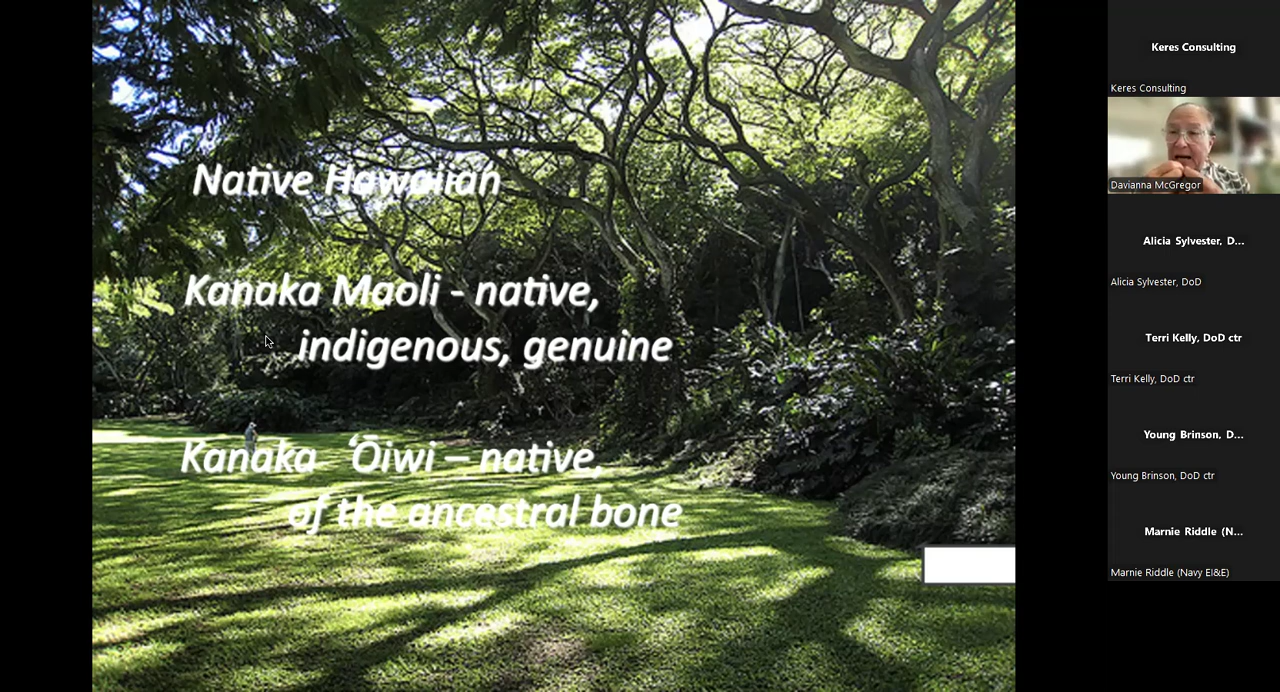 Native Hawaiian
Kanaka Maoli - native,
indigenous, genuine
Kanaka ʻŌiwi – native,
of the ancestral bone
Keres Consulting
Keres Consulting
Davianna McGregor
Alicia Sylvester, D...
Alicia Sylvester, DoD
Terri Kelly, DoD ctr
Terri Kelly, DoD ctr
Young Brinson, D...
Young Brinson, DoD ctr
Marnie Riddle (N...
Marnie Riddle (Navy EI&E)